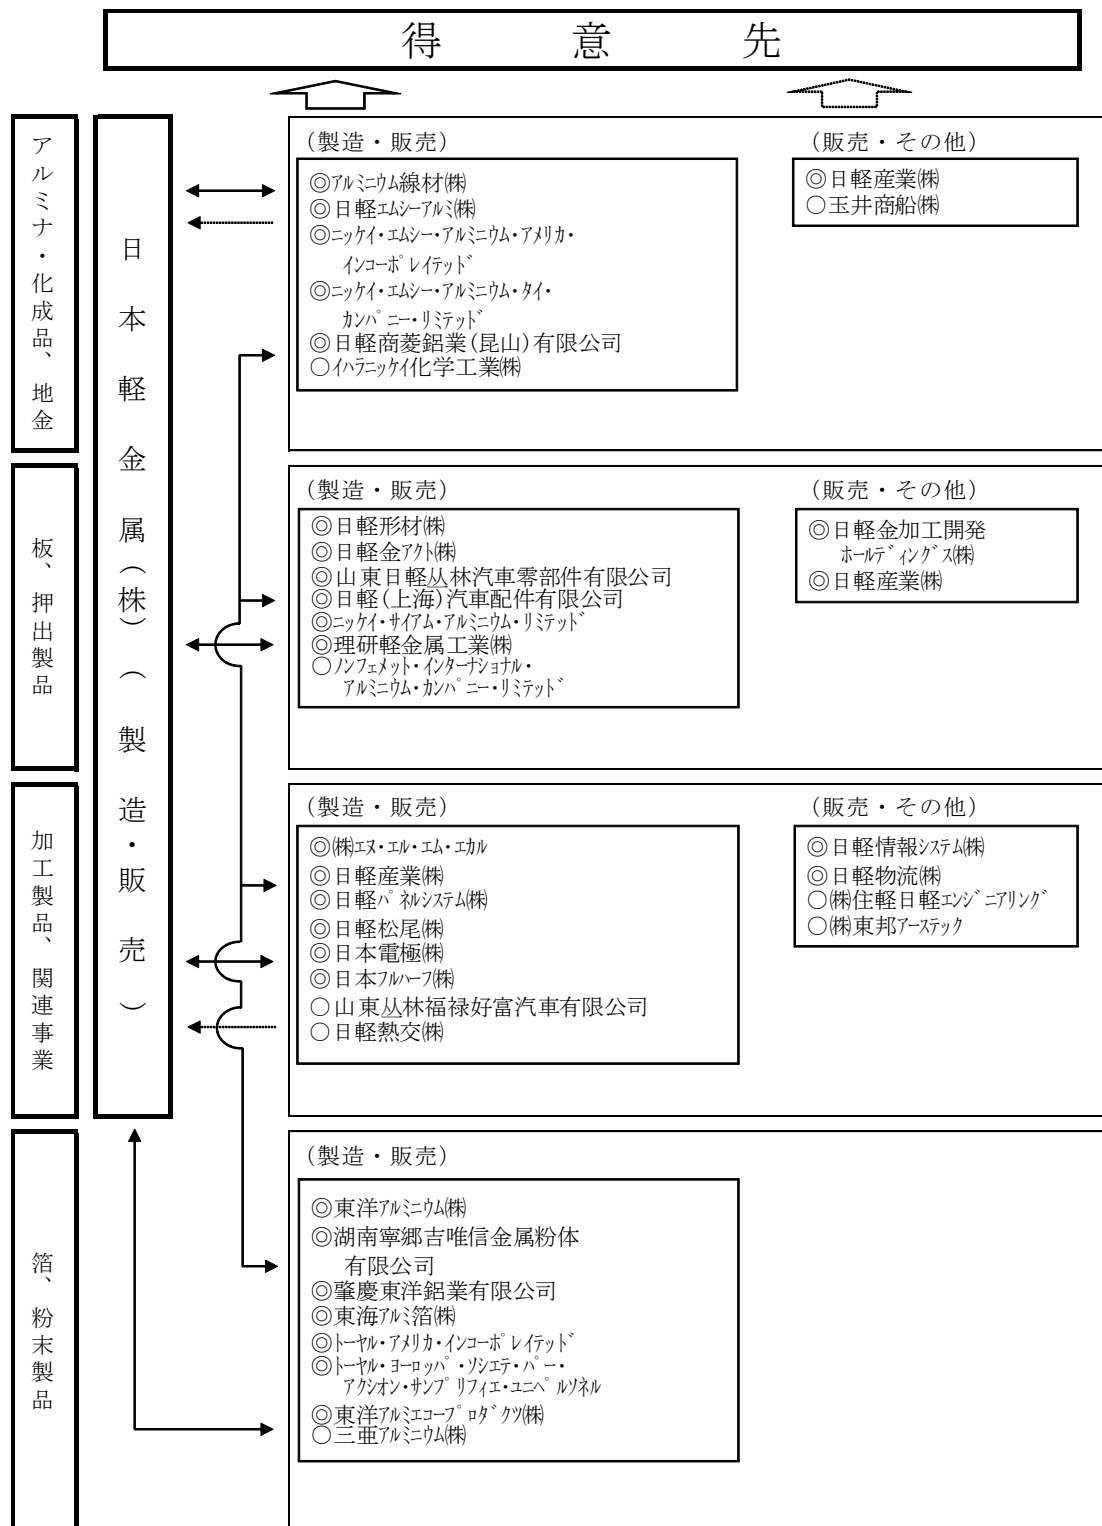 得意先
アルミナ・化成品、地金
日本軽金属(株)(製造・販売)
(製造・販売)
◎アルミニウム線材㈱
◎日軽エムシーアルミ㈱
◎ニッケイ・エムシー・アルミニウム・アメリカ・
インコーポレイテッド
◎ニッケイ・エムシー・アルミニウム・タイ・
カンパニー・リミテッド
◎日軽商菱鋁業(昆山)有限公司
○イハラニッケイ化学工業㈱
(販売・その他)
◎日軽産業㈱
○玉井商船㈱
板、押出製品
(製造・販売)
◎日軽形材㈱
◎日軽金アクト㈱
◎山東日軽丛林汽車零部件有限公司
◎日軽(上海)汽車配件有限公司
◎ニッケイ・サイアム・アルミニウム・リミテッド
◎理研軽金属工業㈱
○ノンフェメット・インターナショナル・
アルミニウム・カンパニー・リミテッド
(販売・その他)
◎日軽金加工開発
ホールディングス㈱
◎日軽産業㈱
加工製品、関連事業
(製造・販売)
◎㈱エヌ・エル・エム・エカル
◎日軽産業㈱
◎日軽パネルシステム㈱
◎日軽松尾㈱
◎日本電極㈱
◎日本フルハーフ㈱
○山東丛林福禄好富汽車有限公司
○日軽熱交㈱
(販売・その他)
◎日軽情報システム㈱
◎日軽物流㈱
○㈱住軽日軽エンジニアリング
○㈱東邦アーステック
箔、粉末製品
(製造・販売)
◎東洋アルミニウム㈱
◎湖南寧郷吉唯信金属粉体
有限公司
◎肇慶東洋鋁業有限公司
◎東海アルミ箔㈱
◎トーヤル・アメリカ・インコーポレイテッド
◎トーヤル・ヨーロッパ・ソシエテ・パー・
アクシオン・サンプリフィエ・ユニペルソネル
◎東洋アルミエコープロダクツ㈱
○三亜アルミニウム㈱